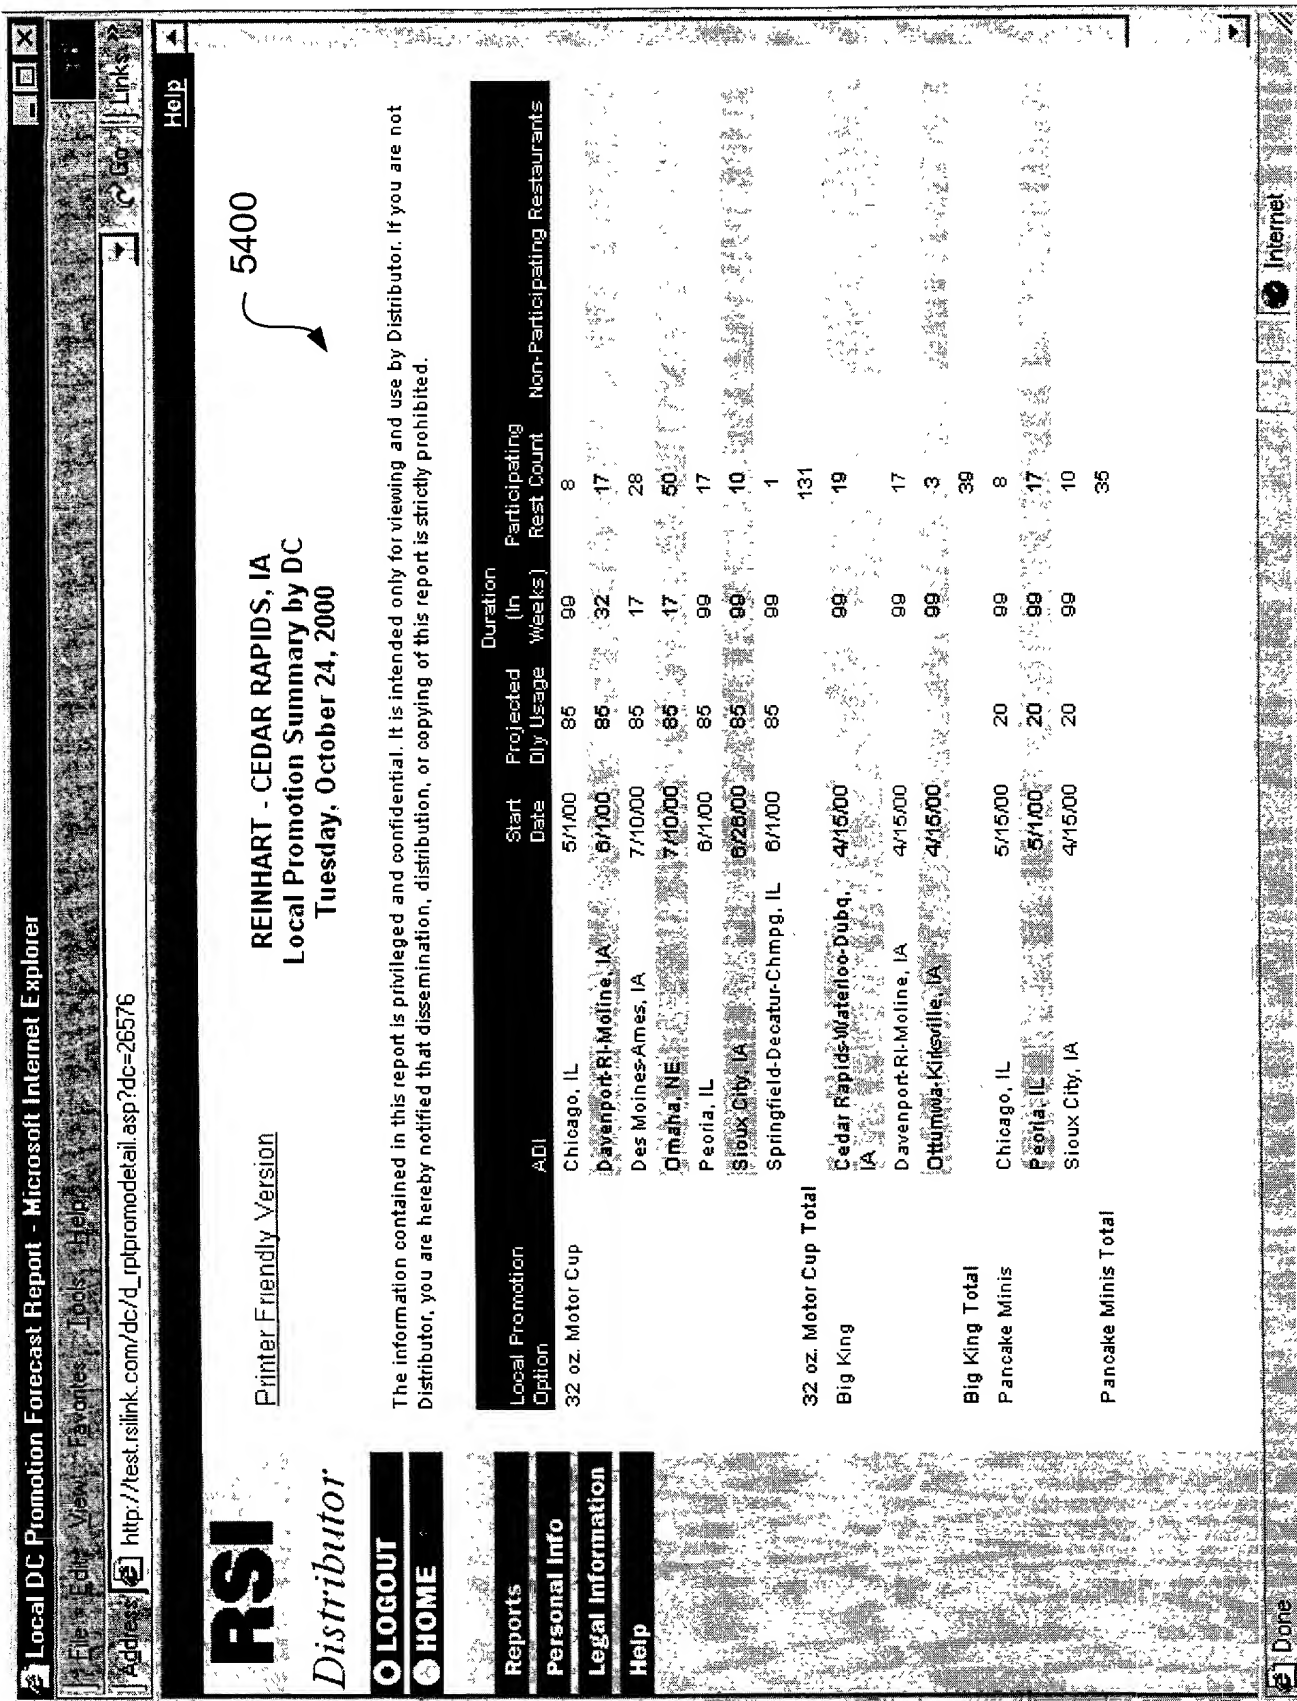 Local DC Promotion Forecast Report - Microsoft Internet Explorer
File Edit View Favorites Tools Help
Address http://test.rsilink.com/dc/d_rptpromodetail.asp?dc=26576 Go Links »
Help
RSI
Distributor
LOGOUT
HOME
Reports
Personal Info
Legal Information
Help
Printer Friendly Version
REINHART - CEDAR RAPIDS, IA
Local Promotion Summary by DC
Tuesday, October 24, 2000
5400
The information contained in this report is privileged and confidential. It is intended only for viewing and use by Distributor. If you are not
Distributor, you are hereby notified that dissemination, distribution, or copying of this report is strictly prohibited.
Local Promotion Option ADI Start Date Projected Dly Usage Duration (In Weeks) Participating Rest Count Non-Participating Restaurants
32 oz. Motor Cup Chicago, IL 5/1/00 85 99 8
Davenport-RI-Moline, IA 6/1/00 85 32 17
Des Moines-Ames, IA 7/10/00 85 17 28
Omaha, NE 7/10/00 85 17 50
Peoria, IL 6/1/00 85 99 17
Sioux City, IA 6/26/00 85 99 10
Springfield-Decatur-Chmpg, IL 6/1/00 85 99 1
32 oz. Motor Cup Total 131
Big King Cedar Rapids-Waterloo-Dubq, IA 4/15/00 99 19
Davenport-RI-Moline, IA 4/15/00 99 17
Ottumwa-Kirksville, IA 4/15/00 99 3
Big King Total 39
Pancake Minis Chicago, IL 5/15/00 20 99 8
Peoria, IL 5/1/00 20 99 17
Sioux City, IA 4/15/00 20 99 10
Pancake Minis Total 35
Done Internet